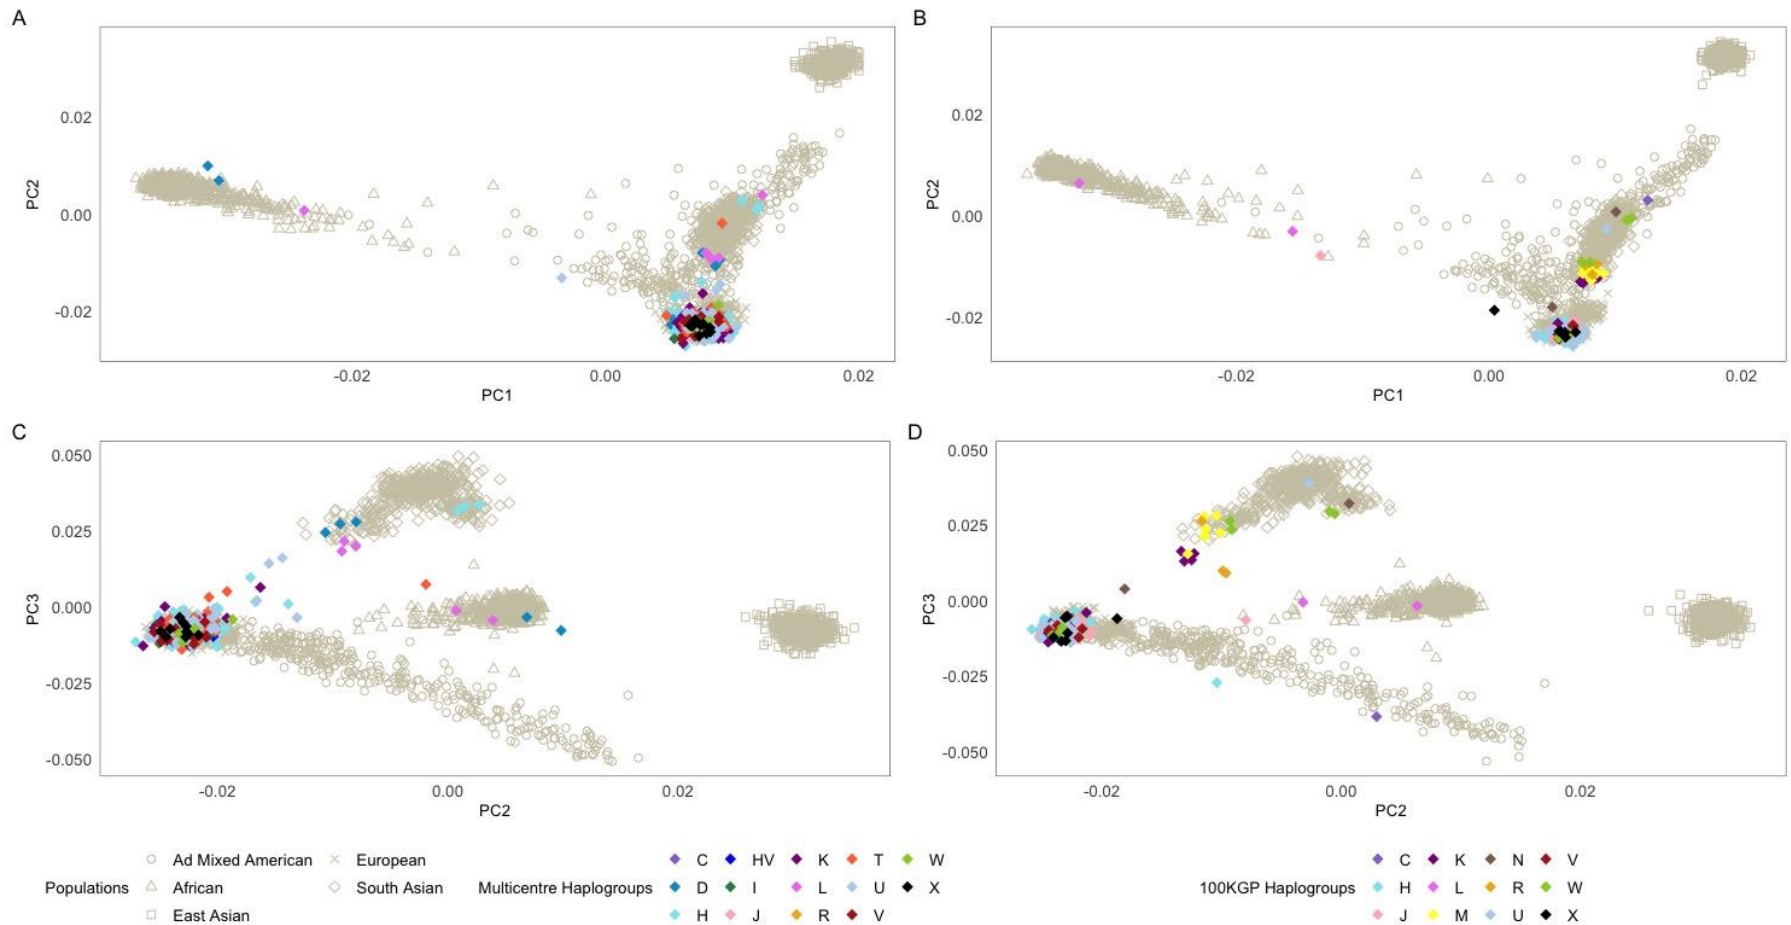 A
B
PC2
0.02
0.00
-0.02
-0.02
0.00
0.02
PC1
PC2
0.02
0.00
-0.02
-0.02
0.00
0.02
PC1
C
D
PC3
0.050
0.025
0.000
-0.025
-0.050
-0.02
0.00
0.02
PC2
PC3
0.050
0.025
0.000
-0.025
-0.050
-0.02
0.00
0.02
PC2
Populations
Ad Mixed American
European
African
South Asian
East Asian
Multicentre Haplogroups
C HV K T W
D I L U X
H J R V
100KGP Haplogroups
C K N V
H L R W
J M U X